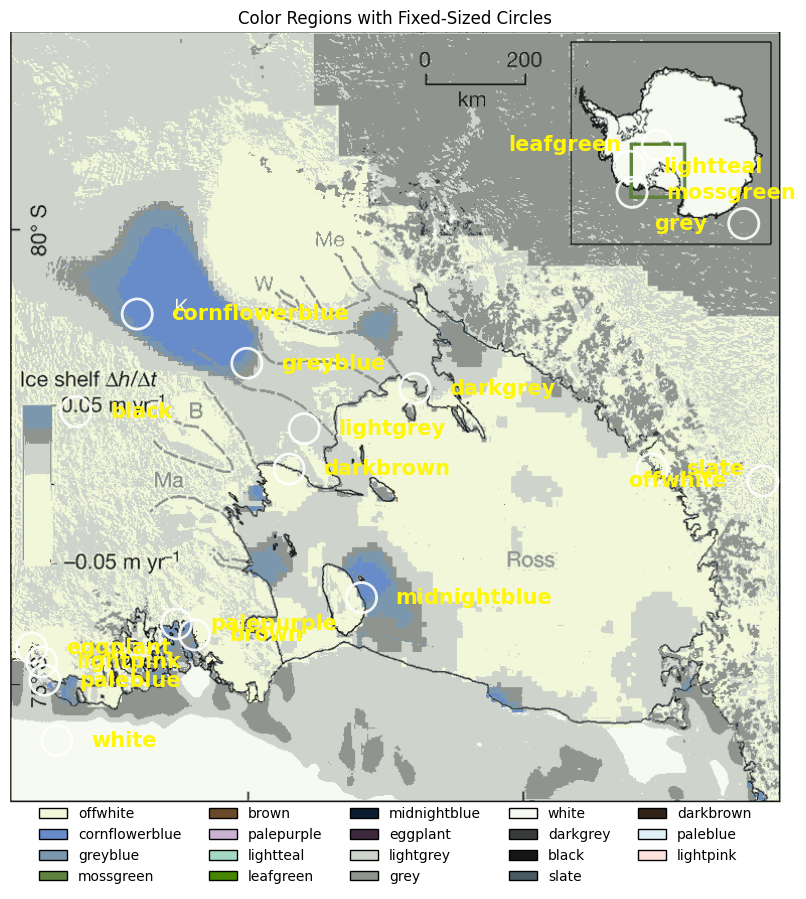 Color Regions with Fixed-Sized Circles
0 200
km
leafgreen
lightteal
mossgreen
grey
80° S
Me
W
K
cornflowerblue
greyblue
Ice shelf Δh/Δt
0.05 m yr⁻¹
black
B
darkgrey
lightgrey
darkbrown
slate
offwhite
Ma
−0.05 m yr⁻¹
Ross
midnightblue
palepurple
brown
eggplant
lightpink
paleblue
75° S
white
offwhite brown midnightblue white darkbrown
cornflowerblue palepurple eggplant darkgrey paleblue
greyblue lightteal lightgrey black lightpink
mossgreen leafgreen grey slate